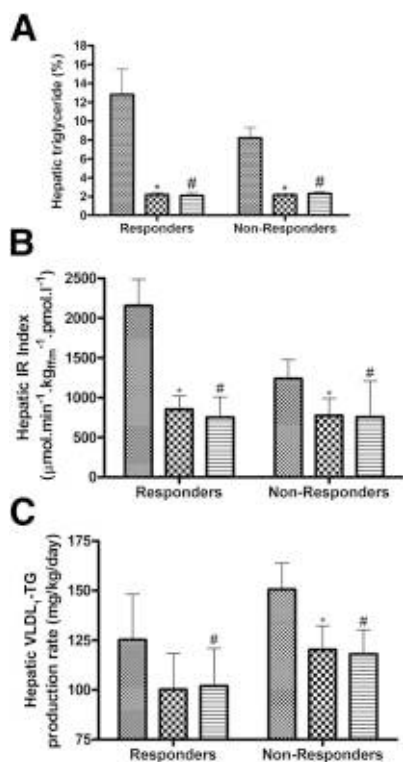 A
Hepatic triglyceride (%)
18
16
14
12
10
8
6
4
2
0
*
#
*
#
Responders
Non-Responders
B
Hepatic IR Index
(μmol.min⁻¹.kgffm⁻¹.pmol.l⁻¹)
2500
2000
1500
1000
500
0
*
#
*
#
Responders
Non-Responders
C
Hepatic VLDL₁-TG
production rate (mg/kg/day)
175
150
125
100
75
#
*
#
Responders
Non-Responders